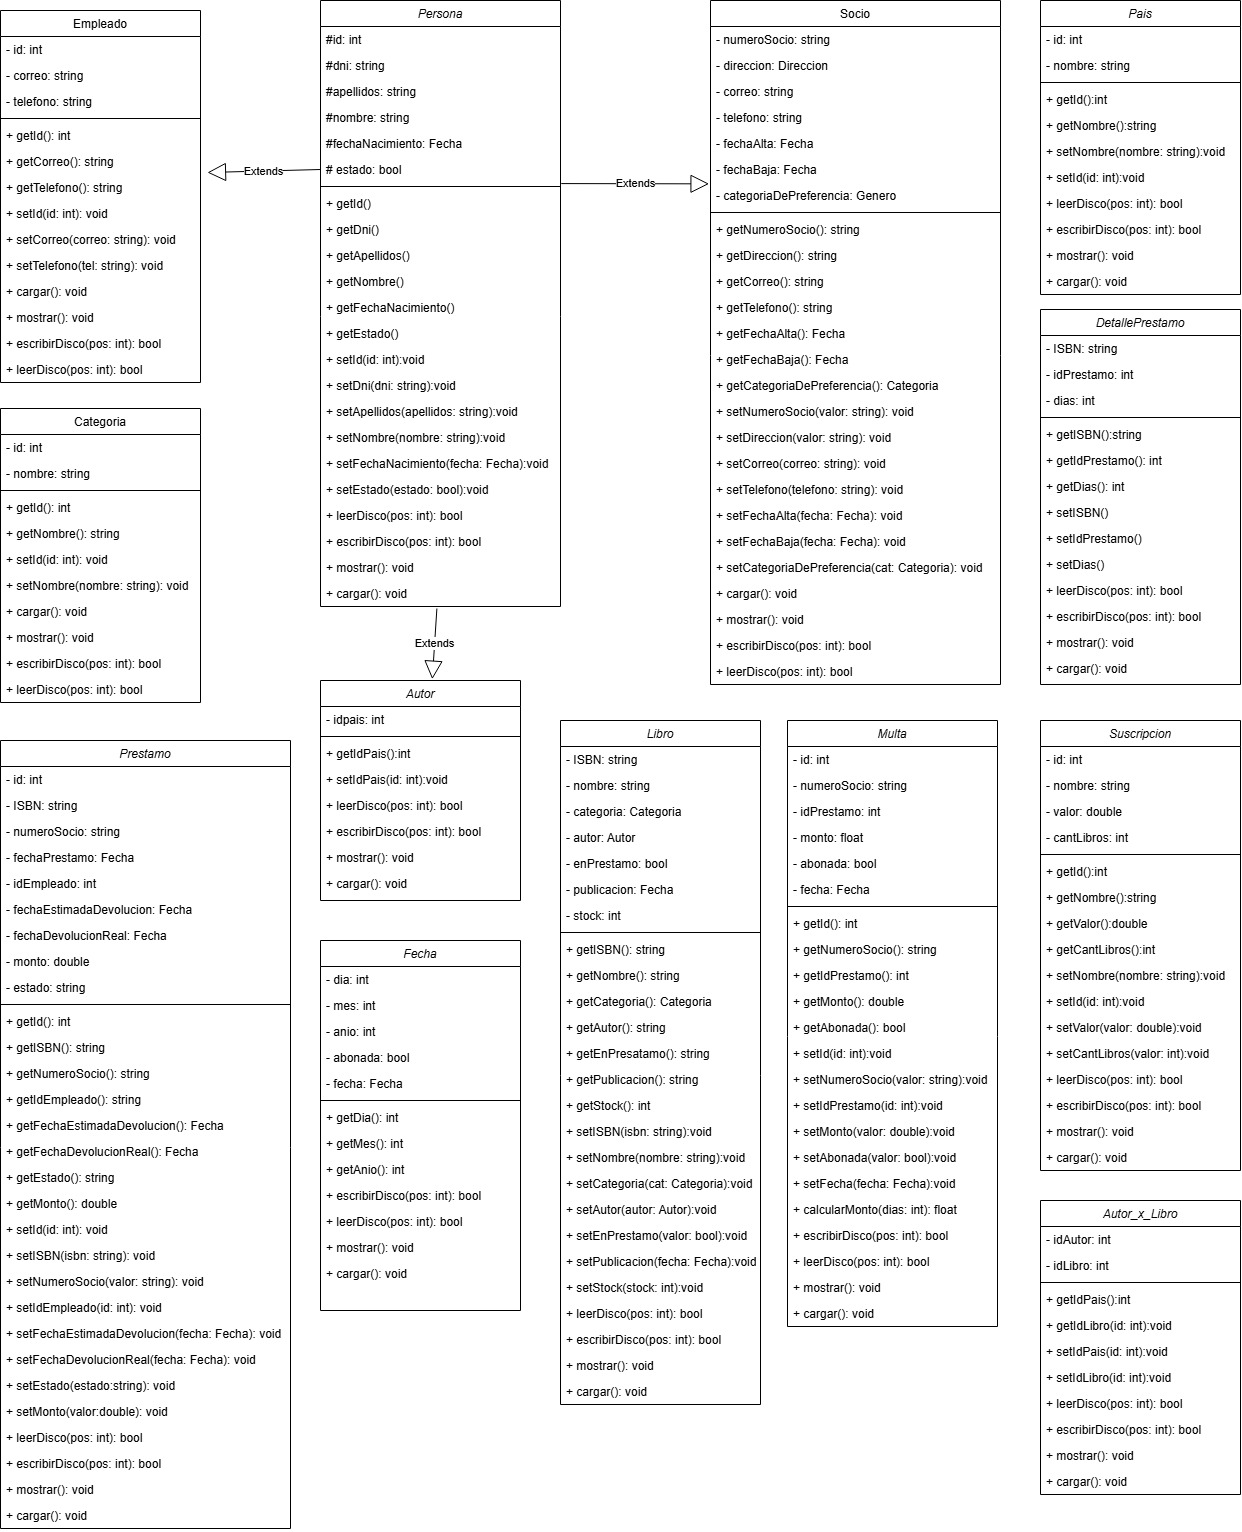 Empleado
- id: int
- correo: string
- telefono: string
+ getId(): int
+ getCorreo(): string
+ getTelefono(): string
+ setId(id: int): void
+ setCorreo(correo: string): void
+ setTelefono(tel: string): void
+ cargar(): void
+ mostrar(): void
+ escribirDisco(pos: int): bool
+ leerDisco(pos: int): bool
Extends
Persona
#id: int
#dni: string
#apellidos: string
#nombre: string
#fechaNacimiento: Fecha
# estado: bool
+ getId()
+ getDni()
+ getApellidos()
+ getNombre()
+ getFechaNacimiento()
+ getEstado()
+ setId(id: int):void
+ setDni(dni: string):void
+ setApellidos(apellidos: string):void
+ setNombre(nombre: string):void
+ setFechaNacimiento(fecha: Fecha):void
+ setEstado(estado: bool):void
+ leerDisco(pos: int): bool
+ escribirDisco(pos: int): bool
+ mostrar(): void
+ cargar(): void
Extends
Socio
- numeroSocio: string
- direccion: Direccion
- correo: string
- telefono: string
- fechaAlta: Fecha
- fechaBaja: Fecha
- categoriaDePreferencia: Genero
+ getNumeroSocio(): string
+ getDireccion(): string
+ getCorreo(): string
+ getTelefono(): string
+ getFechaAlta(): Fecha
+ getFechaBaja(): Fecha
+ getCategoriaDePreferencia(): Categoria
+ setNumeroSocio(valor: string): void
+ setDireccion(valor: string): void
+ setCorreo(correo: string): void
+ setTelefono(telefono: string): void
+ setFechaAlta(fecha: Fecha): void
+ setFechaBaja(fecha: Fecha): void
+ setCategoriaDePreferencia(cat: Categoria): void
+ cargar(): void
+ mostrar(): void
+ escribirDisco(pos: int): bool
+ leerDisco(pos: int): bool
Pais
- id: int
- nombre: string
+ getId():int
+ getNombre():string
+ setNombre(nombre: string):void
+ setId(id: int):void
+ leerDisco(pos: int): bool
+ escribirDisco(pos: int): bool
+ mostrar(): void
+ cargar(): void
DetallePrestamo
- ISBN: string
- idPrestamo: int
- dias: int
+ getISBN():string
+ getIdPrestamo(): int
+ getDias(): int
+ setISBN()
+ setIdPrestamo()
+ setDias()
+ leerDisco(pos: int): bool
+ escribirDisco(pos: int): bool
+ mostrar(): void
+ cargar(): void
Categoria
- id: int
- nombre: string
+ getId(): int
+ getNombre(): string
+ setId(id: int): void
+ setNombre(nombre: string): void
+ cargar(): void
+ mostrar(): void
+ escribirDisco(pos: int): bool
+ leerDisco(pos: int): bool
Extends
Autor
- idpais: int
+ getIdPais():int
+ setIdPais(id: int):void
+ leerDisco(pos: int): bool
+ escribirDisco(pos: int): bool
+ mostrar(): void
+ cargar(): void
Prestamo
- id: int
- ISBN: string
- numeroSocio: string
- fechaPrestamo: Fecha
- idEmpleado: int
- fechaEstimadaDevolucion: Fecha
- fechaDevolucionReal: Fecha
- monto: double
- estado: string
+ getId(): int
+ getISBN(): string
+ getNumeroSocio(): string
+ getIdEmpleado(): string
+ getFechaEstimadaDevolucion(): Fecha
+ getFechaDevolucionReal(): Fecha
+ getEstado(): string
+ getMonto(): double
+ setId(id: int): void
+ setISBN(isbn: string): void
+ setNumeroSocio(valor: string): void
+ setIdEmpleado(id: int): void
+ setFechaEstimadaDevolucion(fecha: Fecha): void
+ setFechaDevolucionReal(fecha: Fecha): void
+ setEstado(estado:string): void
+ setMonto(valor:double): void
+ leerDisco(pos: int): bool
+ escribirDisco(pos: int): bool
+ mostrar(): void
+ cargar(): void
Fecha
- dia: int
- mes: int
- anio: int
- abonada: bool
- fecha: Fecha
+ getDia(): int
+ getMes(): int
+ getAnio(): int
+ escribirDisco(pos: int): bool
+ leerDisco(pos: int): bool
+ mostrar(): void
+ cargar(): void
Libro
- ISBN: string
- nombre: string
- categoria: Categoria
- autor: Autor
- enPrestamo: bool
- publicacion: Fecha
- stock: int
+ getISBN(): string
+ getNombre(): string
+ getCategoria(): Categoria
+ getAutor(): string
+ getEnPresatamo(): string
+ getPublicacion(): string
+ getStock(): int
+ setISBN(isbn: string):void
+ setNombre(nombre: string):void
+ setCategoria(cat: Categoria):void
+ setAutor(autor: Autor):void
+ setEnPrestamo(valor: bool):void
+ setPublicacion(fecha: Fecha):void
+ setStock(stock: int):void
+ leerDisco(pos: int): bool
+ escribirDisco(pos: int): bool
+ mostrar(): void
+ cargar(): void
Multa
- id: int
- numeroSocio: string
- idPrestamo: int
- monto: float
- abonada: bool
- fecha: Fecha
+ getId(): int
+ getNumeroSocio(): string
+ getIdPrestamo(): int
+ getMonto(): double
+ getAbonada(): bool
+ setId(id: int):void
+ setNumeroSocio(valor: string):void
+ setIdPrestamo(id: int):void
+ setMonto(valor: double):void
+ setAbonada(valor: bool):void
+ setFecha(fecha: Fecha):void
+ calcularMonto(dias: int): float
+ escribirDisco(pos: int): bool
+ leerDisco(pos: int): bool
+ mostrar(): void
+ cargar(): void
Suscripcion
- id: int
- nombre: string
- valor: double
- cantLibros: int
+ getId():int
+ getNombre():string
+ getValor():double
+ getCantLibros():int
+ setNombre(nombre: string):void
+ setId(id: int):void
+ setValor(valor: double):void
+ setCantLibros(valor: int):void
+ leerDisco(pos: int): bool
+ escribirDisco(pos: int): bool
+ mostrar(): void
+ cargar(): void
Autor_x_Libro
- idAutor: int
- idLibro: int
+ getIdPais():int
+ getIdLibro(id: int):void
+ setIdPais(id: int):void
+ setIdLibro(id: int):void
+ leerDisco(pos: int): bool
+ escribirDisco(pos: int): bool
+ mostrar(): void
+ cargar(): void